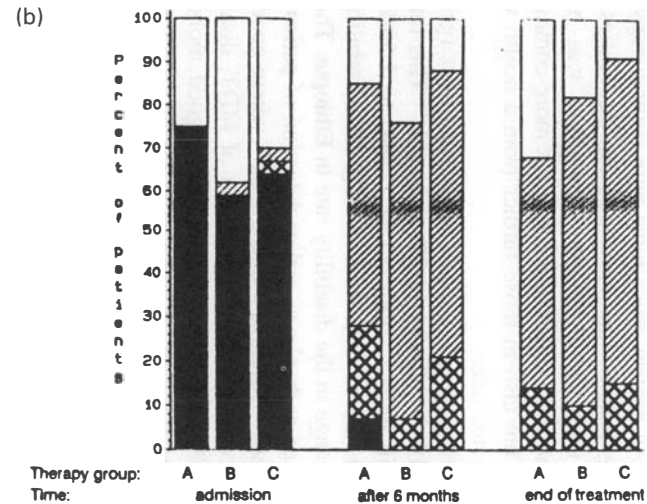 (b)
Percent of patients
100
90
80
70
60
50
40
30
20
10
0
Therapy group: A B C A B C A B C
Time: admission after 6 months end of treatment